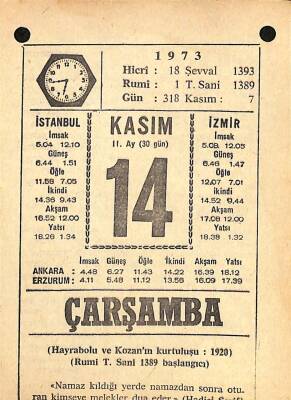 1973
Hicrî : 18 Şevval 1393
Rumî : 1 T. Sani 1389
Gün : 318 Kasım : 7
İSTANBUL
İmsak
5.04 12.10
Güneş
6.44 1.51
Öğle
11.58 7.05
İkindi
14.36 9.43
Akşam
16.52 12.00
Yatsı
18.26 1.34
KASIM
11. Ay (30 gün)
14
İZMİR
İmsak
5.08 12.05
Güneş
6.46 1.47
Öğle
12.07 7.01
İkindi
14.52 9.45
Akşam
17.08 12.00
Yatsı
18.38 1.32
İmsak Güneş Öğle İkindi Akşam Yatsı
ANKARA : 4.48 6.27 11.43 14.22 16.39 18.12
ERZURUM : 4.11 5.48 11.12 13.56 16.09 17.39
ÇARŞAMBA
(Hayrabolu ve Kozan'ın kurtuluşu : 1920)
(Rumi T. Sani 1389 başlangıcı)
«Namaz kıldığı yerde namazdan sonra otu-
ran kimseye melekler dua eder.» (Hadisi Şerif)